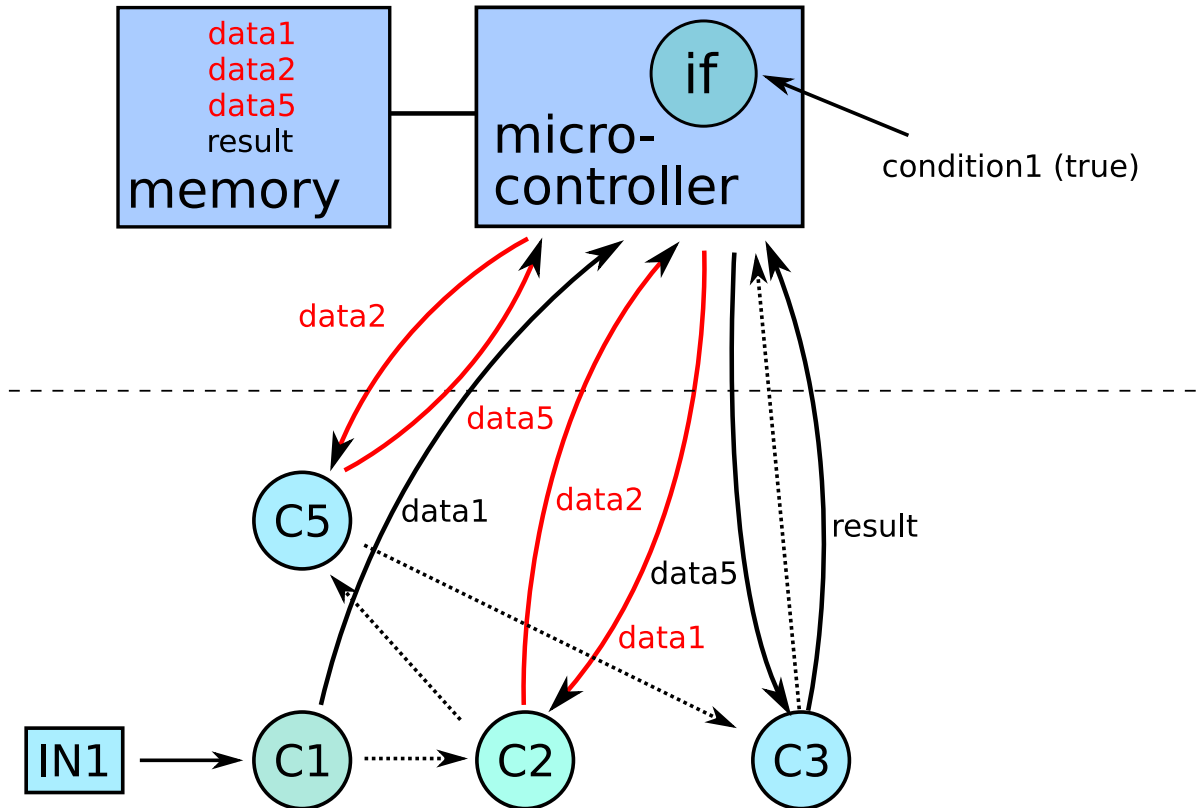 data1
data2
data5
result
memory
if
micro-
controller
condition1 (true)
data2
data5
data1
data2
result
data5
data1
C5
IN1
C1
C2
C3